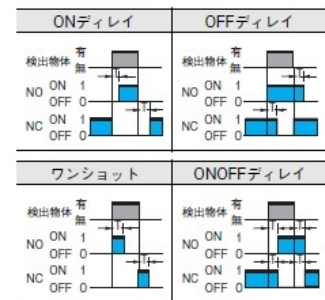 ONディレイ
検出物体 有
無
T
NO ON 1
OFF 0
T
NC ON 1
OFF 0
OFFディレイ
検出物体 有
無
T
NO ON 1
OFF 0
T
NC ON 1
OFF 0
ワンショット
検出物体 有
無
T
NO ON 1
OFF 0
T
NC ON 1
OFF 0
ONOFFディレイ
検出物体 有
無
T T
NO ON 1
OFF 0
T T
NC ON 1
OFF 0